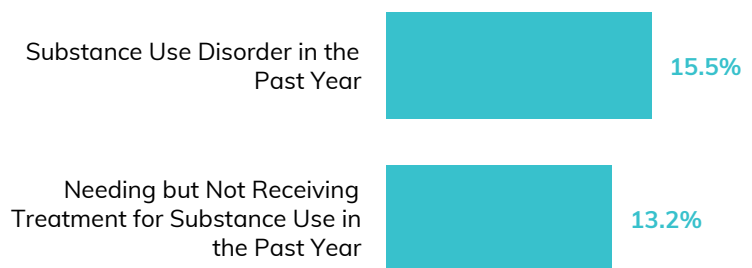 Substance Use Disorder in the
Past Year
15.5%
Needing but Not Receiving
Treatment for Substance Use in
the Past Year
13.2%